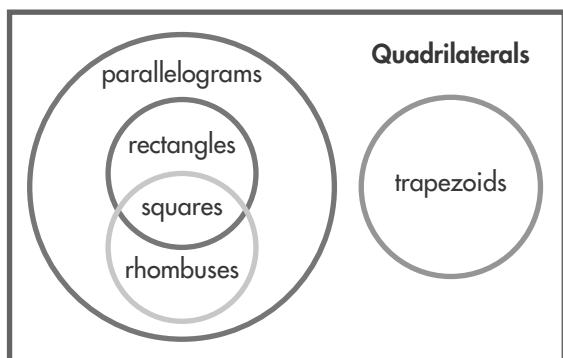 Quadrilaterals
parallelograms
rectangles
squares
rhombuses
trapezoids